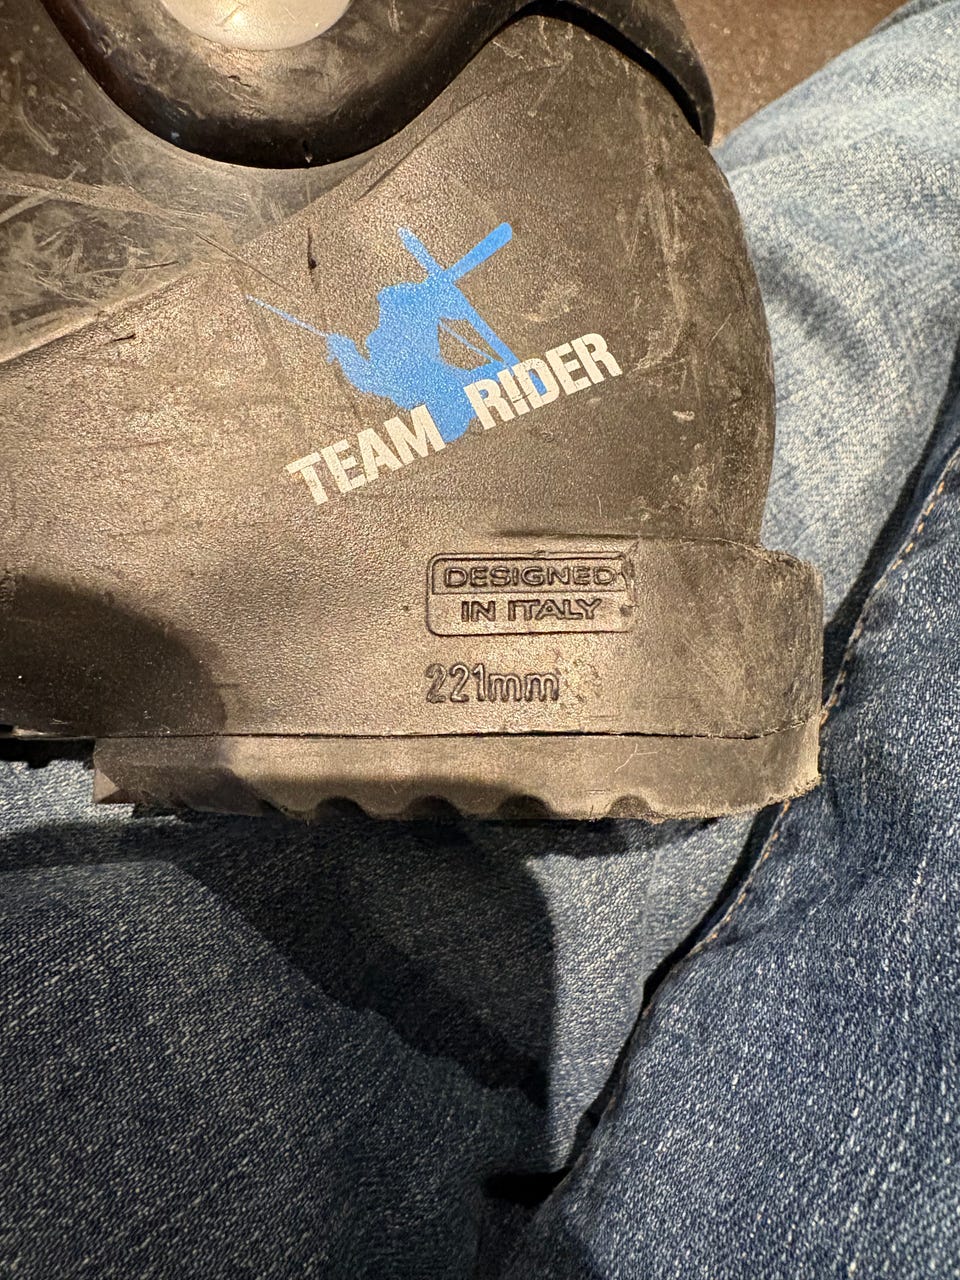 TEAM RIDER
DESIGNED
IN ITALY
221mm